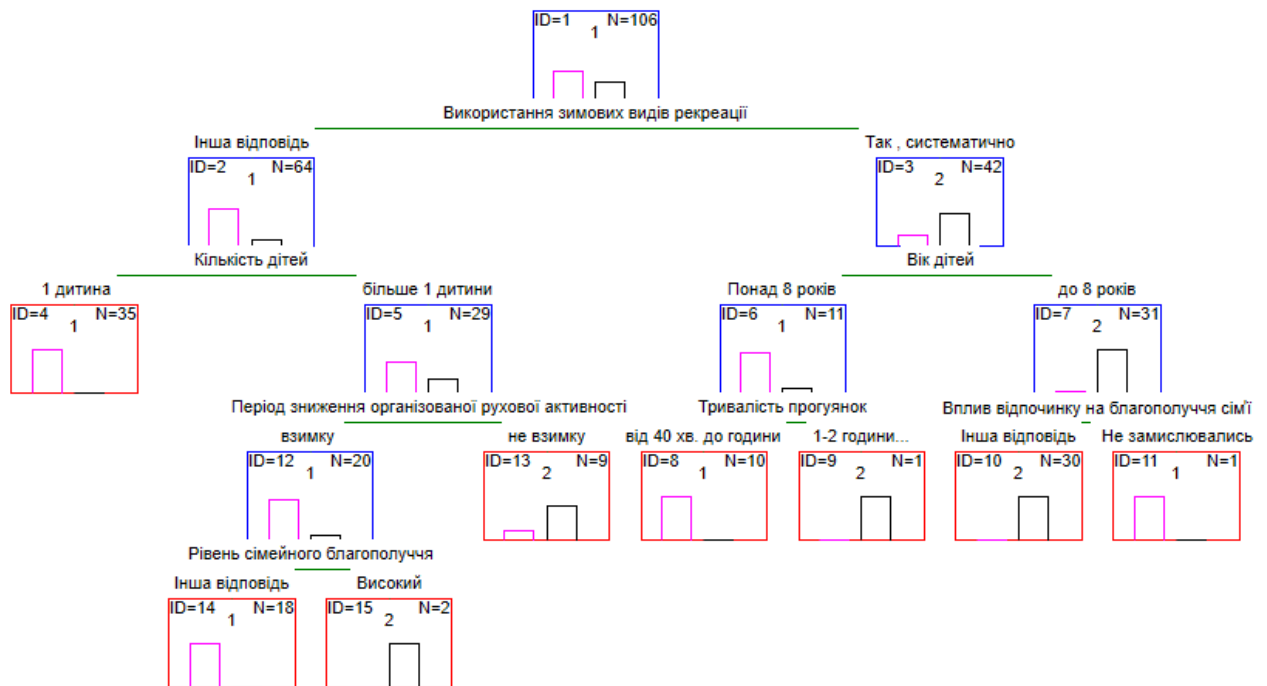 ID=1 N=106
1
Використання зимових видів рекреації
Інша відповідь
Так , систематично
ID=2 N=64
1
ID=3 N=42
2
Кількість дітей
Вік дітей
1 дитина
більше 1 дитини
Понад 8 років
до 8 років
ID=4 N=35
1
ID=5 N=29
1
ID=6 N=11
1
ID=7 N=31
2
Період зниження організованої рухової активності
Тривалість прогуянок
Вплив відпочинку на благополуччя сім'ї
взимку
не взимку
від 40 хв. до години
1-2 години...
Інша відповідь
Не замислювались
ID=12 N=20
1
ID=13 N=9
2
ID=8 N=10
1
ID=9 N=1
2
ID=10 N=30
2
ID=11 N=1
1
Рівень сімейного благополуччя
Інша відповідь
Високий
ID=14 N=18
1
ID=15 N=2
2